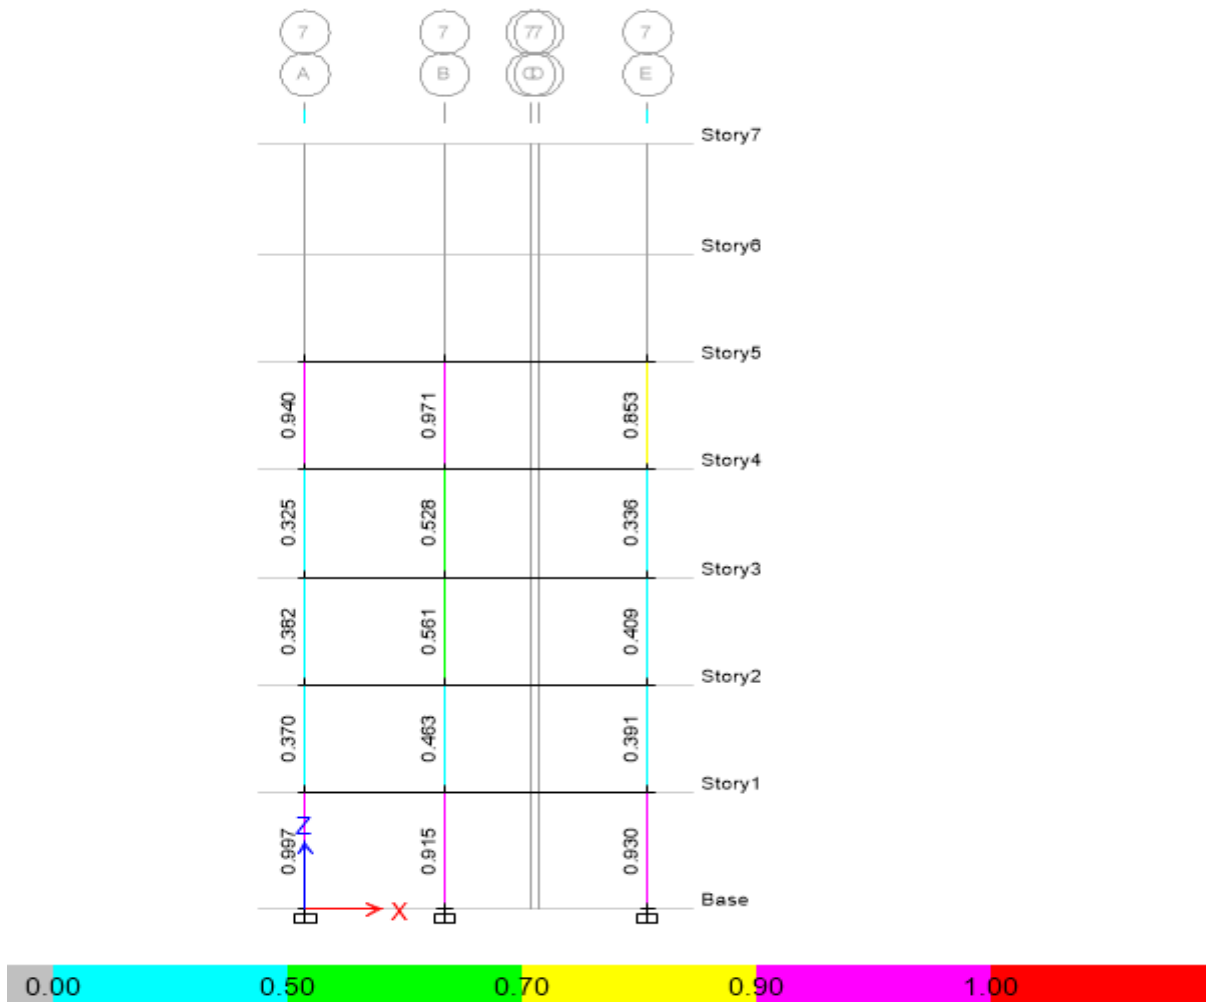 7 7 77 7
A B CD E
Story7
Story6
Story5
0.940 0.971 0.853
Story4
0.325 0.528 0.336
Story3
0.382 0.561 0.409
Story2
0.370 0.463 0.391
Story1
Z
0.997 0.915 0.930
Base
X
0.00 0.50 0.70 0.90 1.00